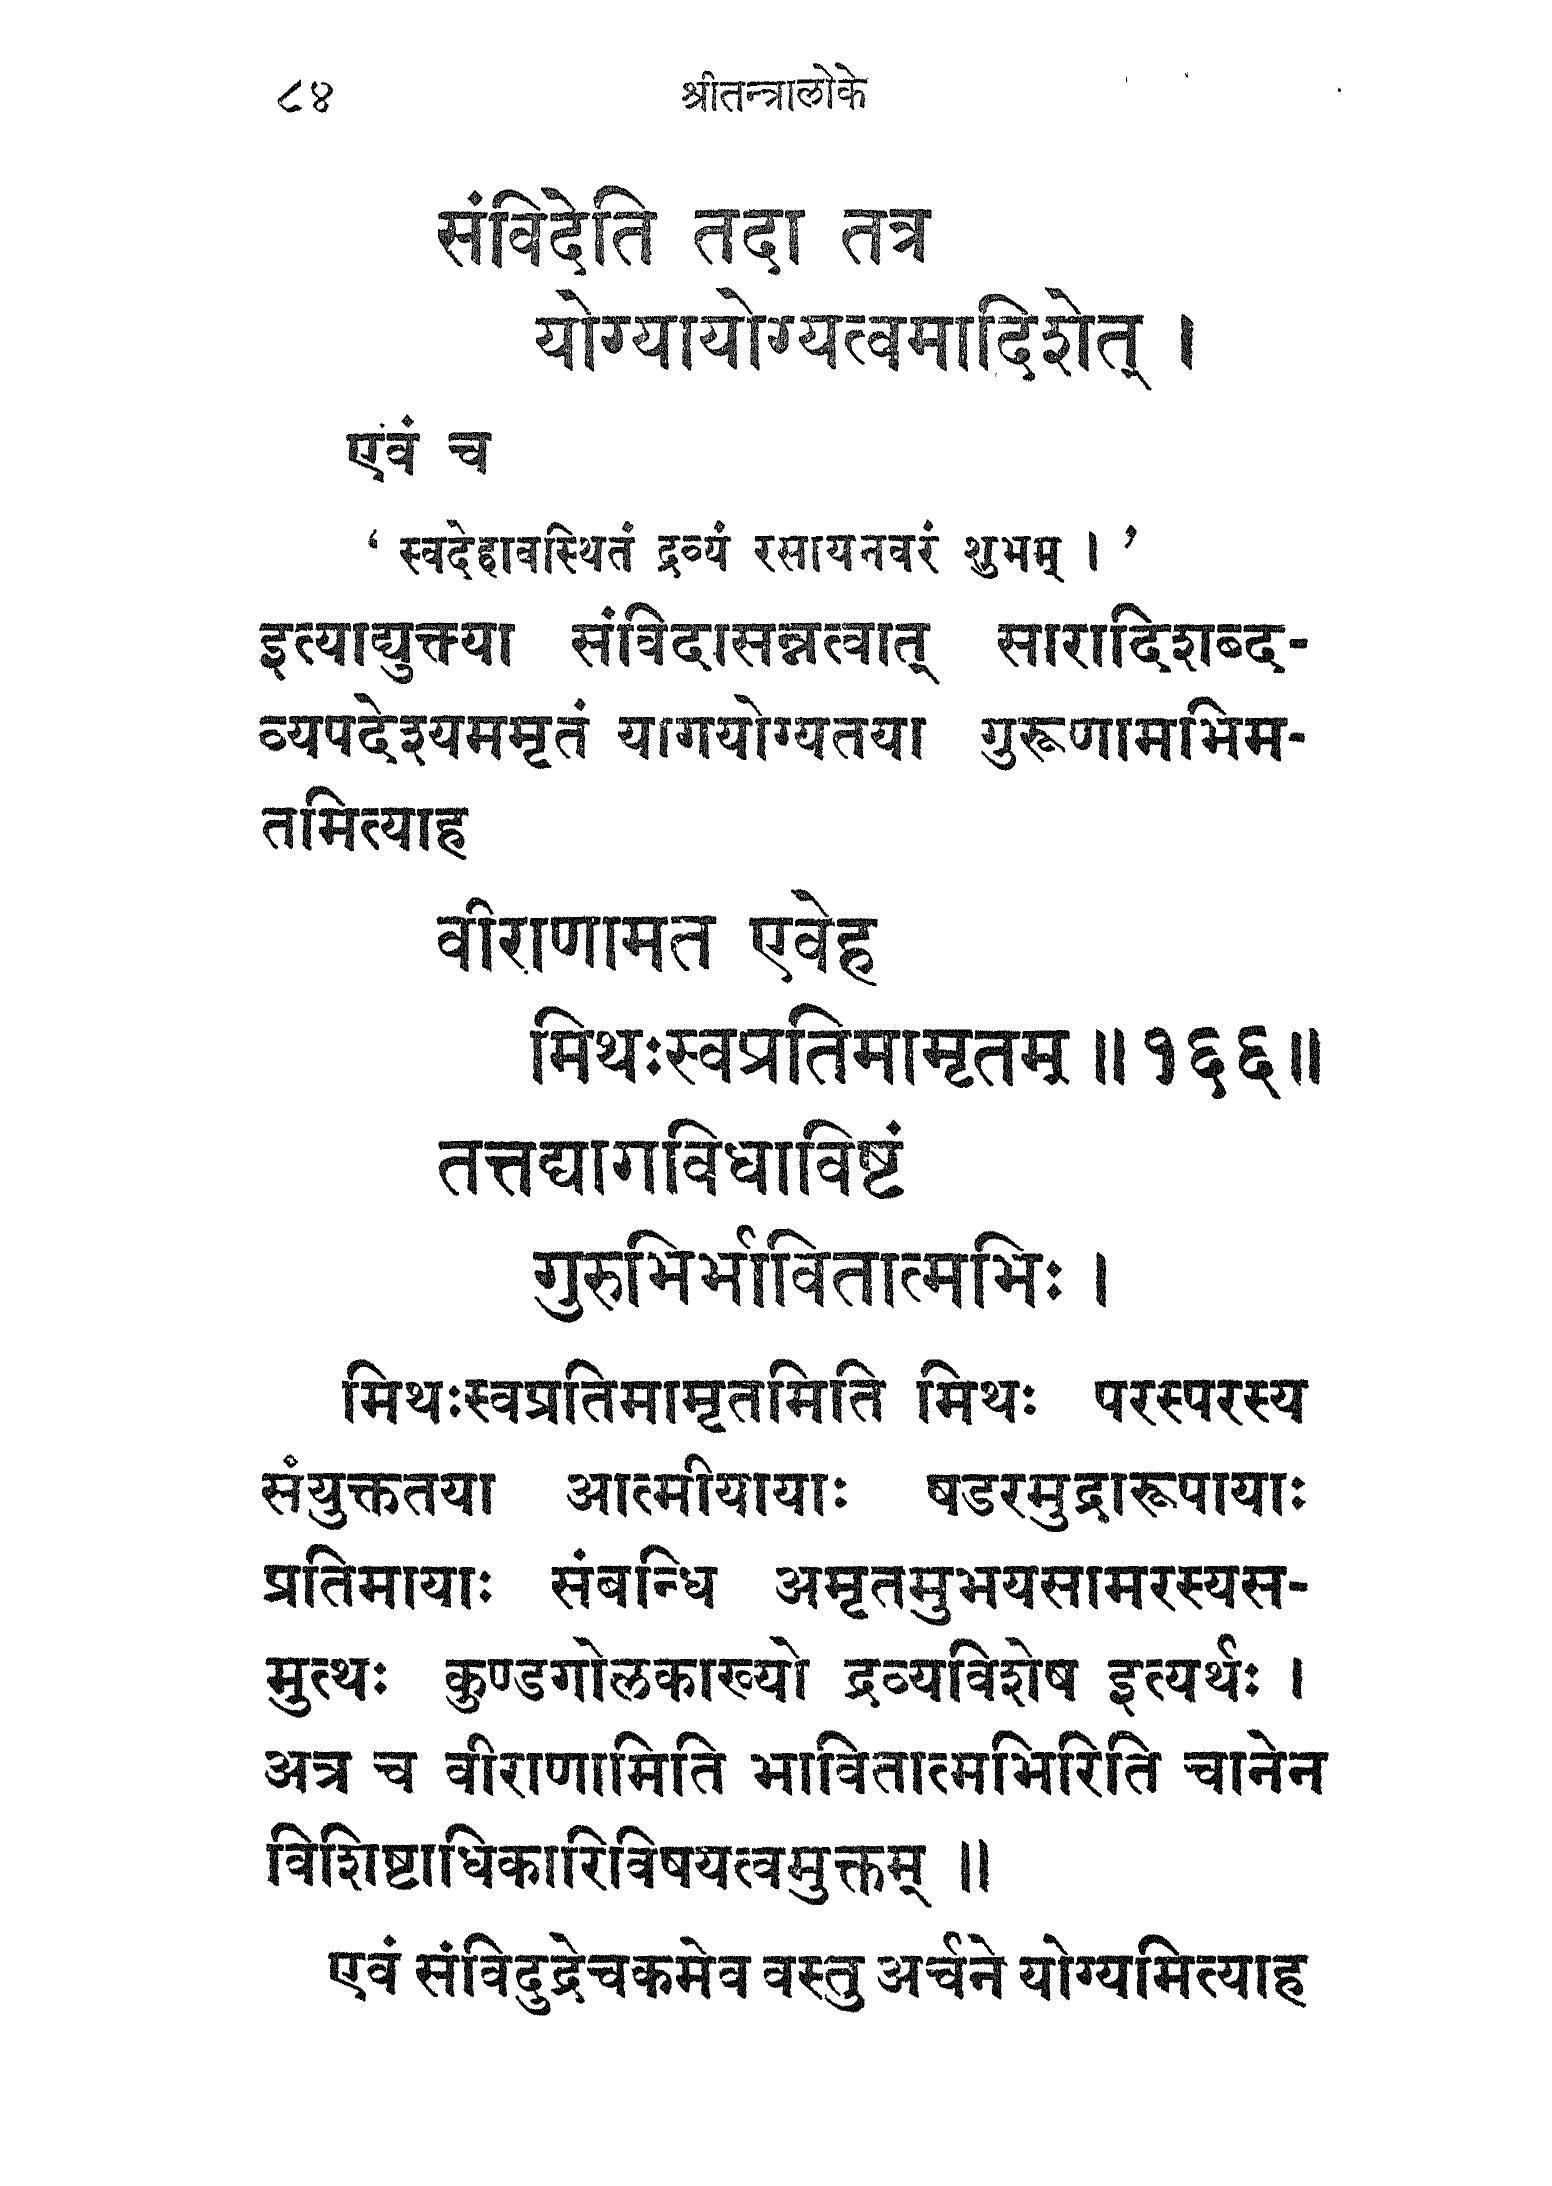 ८४ श्रीतन्त्रालोके
संविदेति तदा तत्र
योग्यायोग्यत्वमादिशेत् ।
एवं च
‘ स्वदेहावस्थितं द्रव्यं रसायनवरं शुभम् । ’
इत्याद्युक्त्या संविदासन्नत्वात् सारादिशब्द-
व्यपदेश्यममृतं यागयोग्यतया गुरूणामभिम-
तमित्याह
वीराणामत एवेह
मिथःस्वप्रतिमामृतम् ॥ १६६ ॥
तत्तद्यागविधाविष्टं
गुरुभिर्भावितात्मभिः ।
मिथःस्वप्रतिमामृतमिति मिथः परस्परस्य
संयुक्ततया आत्मीयायाः षडरमुद्रारूपायाः
प्रतिमायाः संबन्धि अमृतमुभयसामरस्यस-
मुत्थः कुण्डगोलकाख्यो द्रव्यविशेष इत्यर्थः ।
अत्र च वीराणामिति भावितात्मभिरिति चानेन
विशिष्टाधिकारिविषयत्वमुक्तम् ॥
एवं संविदुद्रेचकमेव वस्तु अर्चने योग्यमित्याह